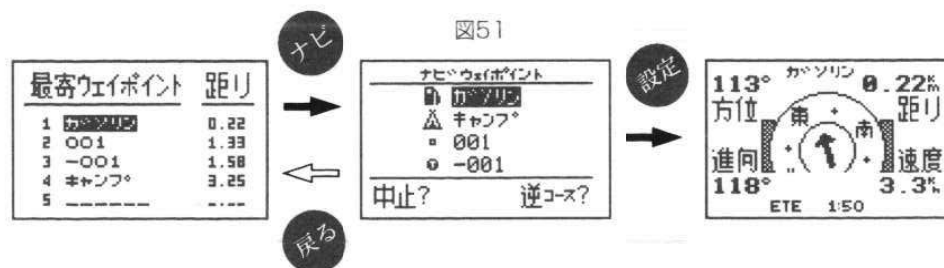 図51
ナビ
設定
戻る
最寄ウェイポイント 距り
1 ガソリン 0.22
2 001 1.33
3 -001 1.58
4 キャンプ 3.25
5 ______ _.__
ナビウェイポイント
ガソリン
キャンプ
001
-001
中止? 逆コース?
ガソリン
113° 0.22
方位 距り
東 南
進向 速度
118° 3.3
ETE 1:50